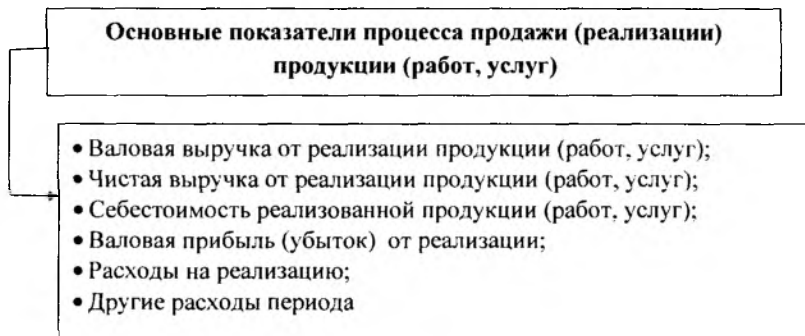 Основные показатели процесса продажи (реализации)
продукции (работ, услуг)
• Валовая выручка от реализации продукции (работ, услуг);
• Чистая выручка от реализации продукции (работ, услуг);
• Себестоимость реализованной продукции (работ, услуг);
• Валовая прибыль (убыток) от реализации;
• Расходы на реализацию;
• Другие расходы периода